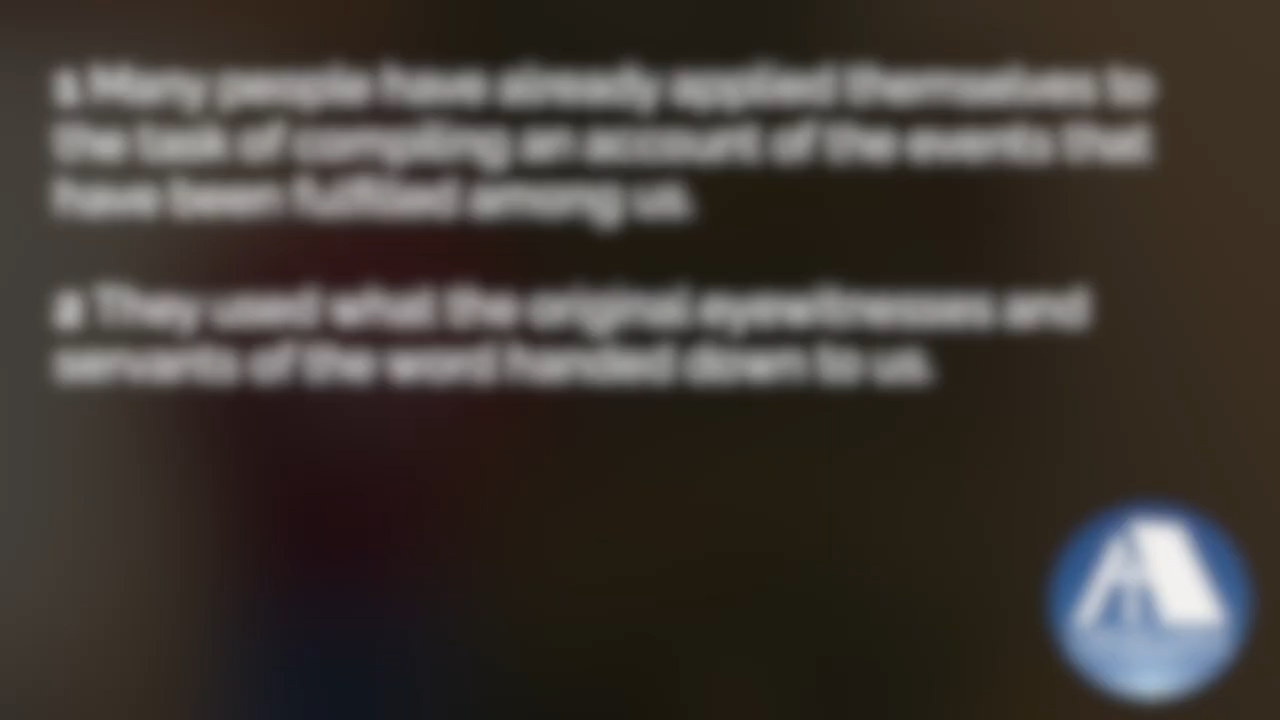 1 Many people have already applied themselves to
the task of compiling an account of the events that
have been fulfilled among us.
2 They used what the original eyewitnesses and
servants of the word handed down to us.